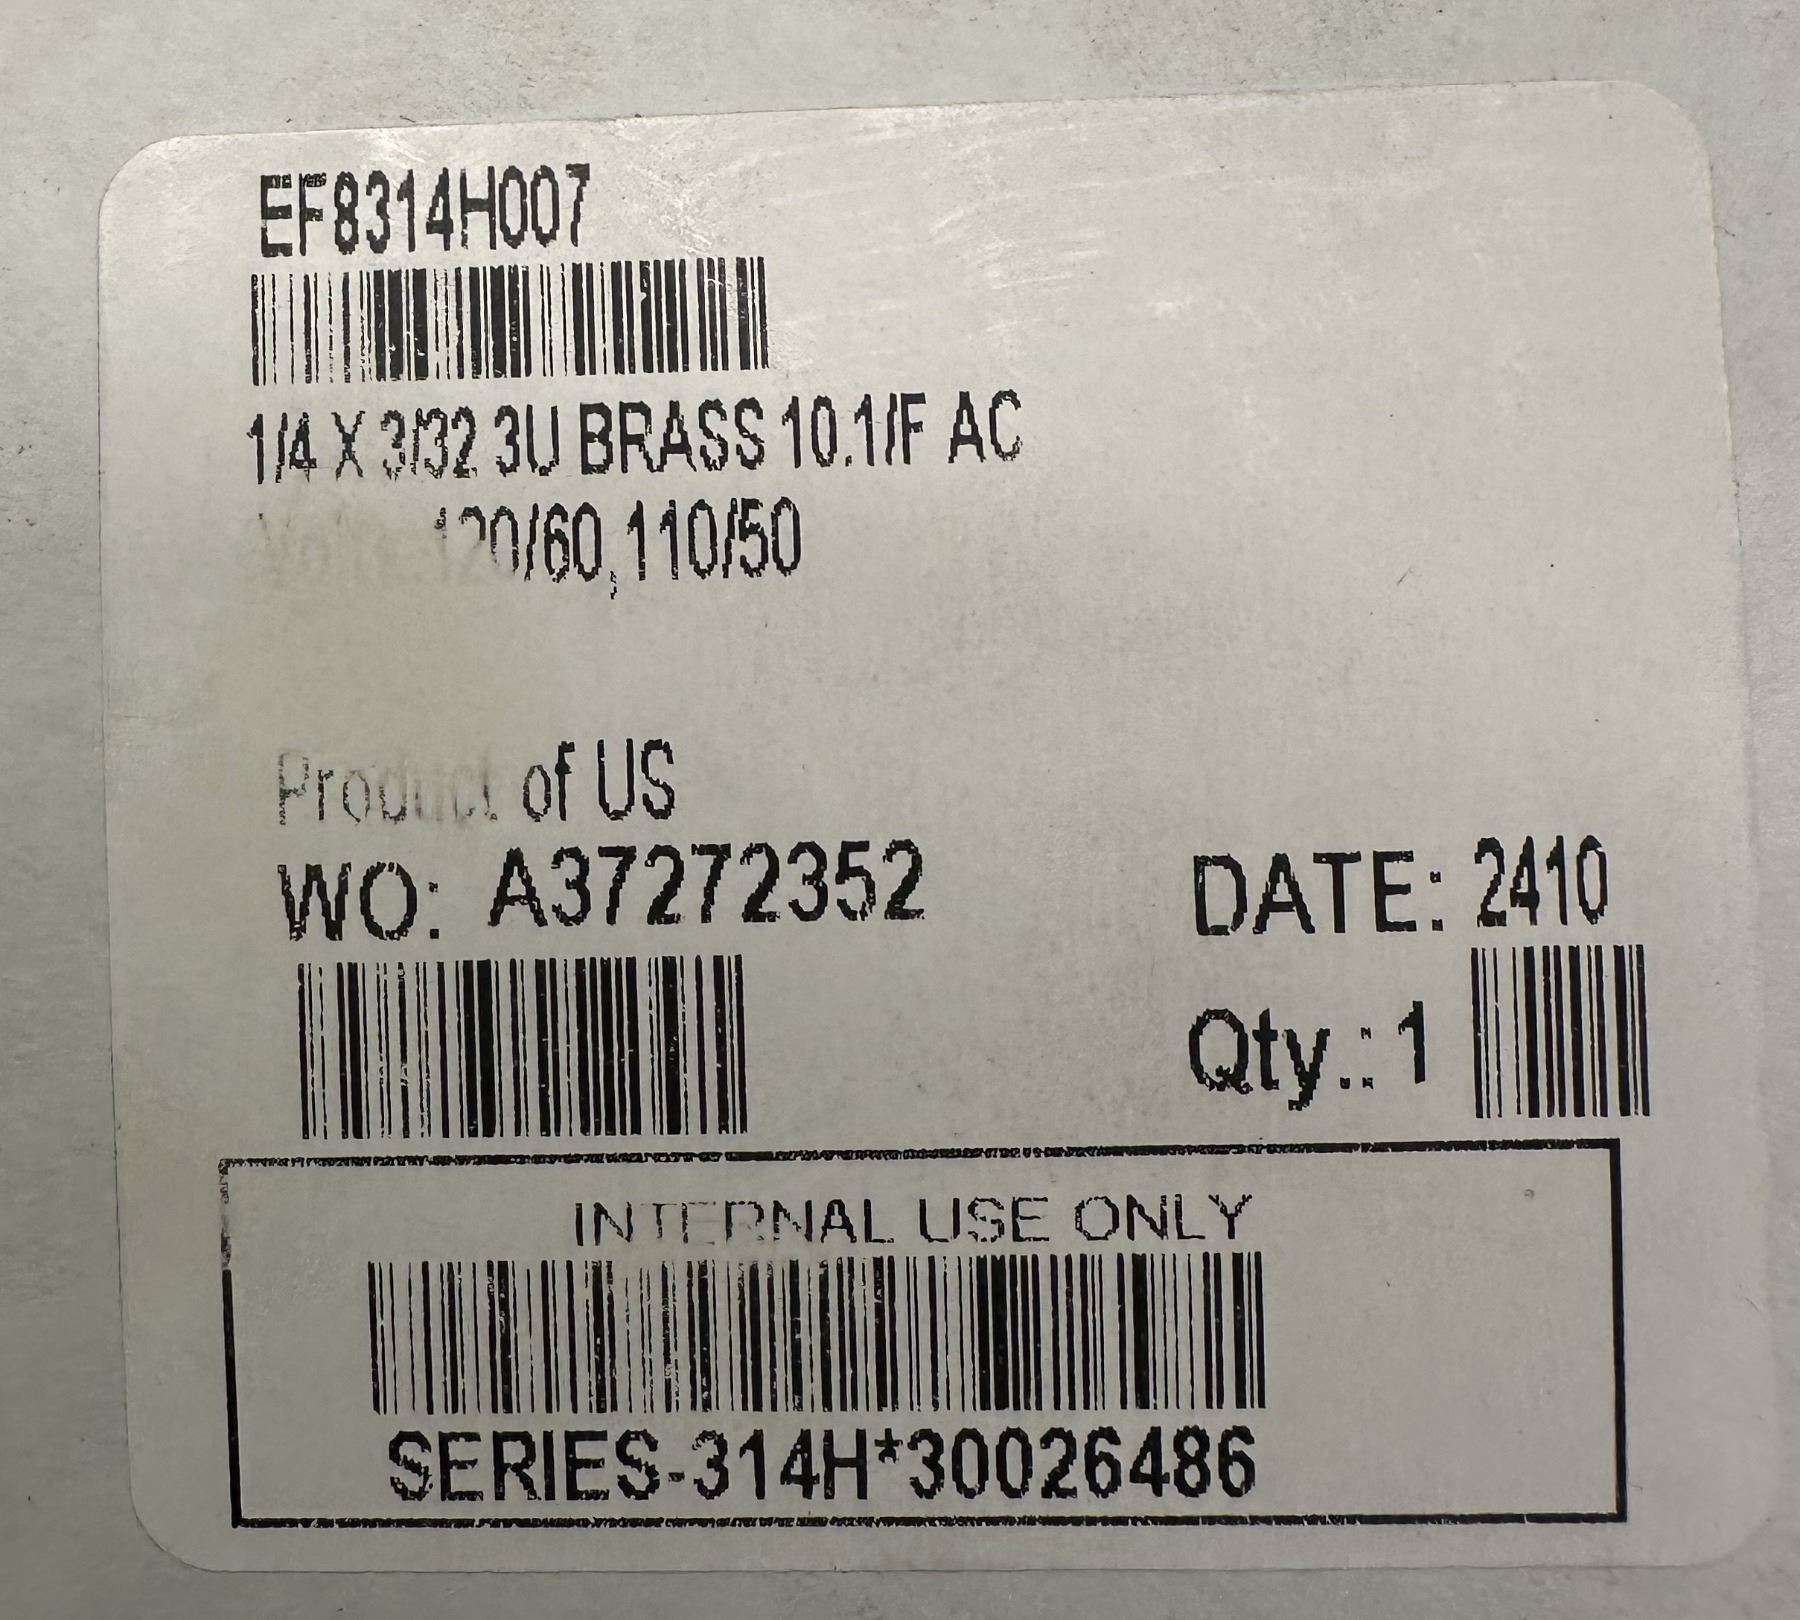 EF8314H007
1/4 X 3/32 3U BRASS 10.1/F AC
120/60,110/50
Product of US
WO: A37272352
DATE: 2410
Qty.: 1
INTERNAL USE ONLY
SERIES-314H*30026486